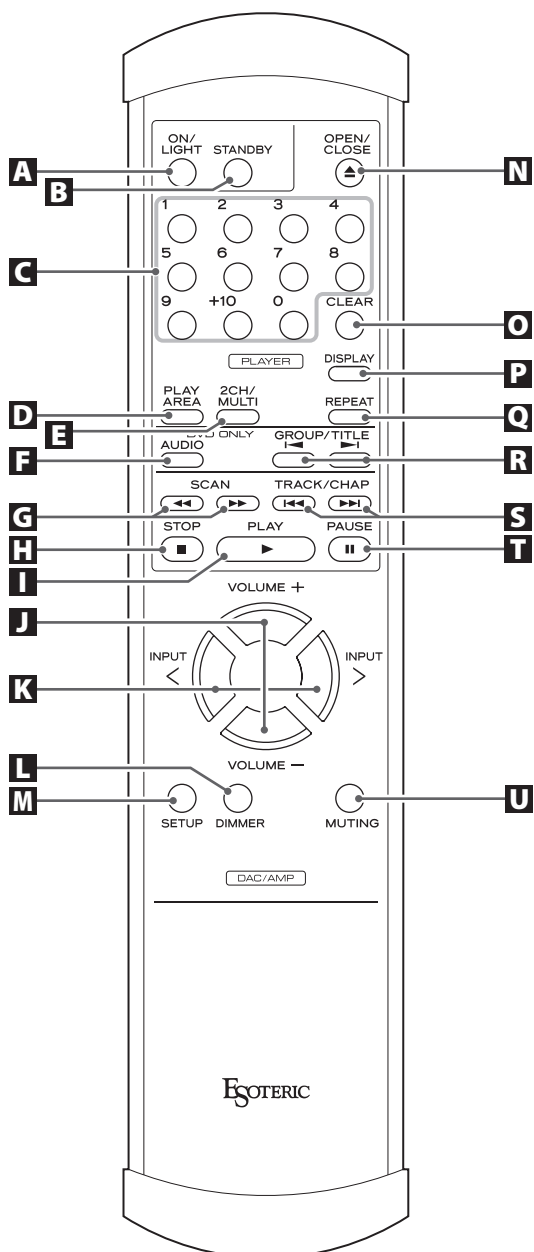 ON/ OPEN/
LIGHT STANDBY CLOSE
A N
B
1 2 3 4
5 6 7 8
C
9 +10 0 CLEAR
O
PLAYER DISPLAY
P
PLAY 2CH/
AREA MULTI REPEAT
D Q
E
DVD ONLY
AUDIO GROUP/TITLE
F R
SCAN TRACK/CHAP
G S
STOP PLAY PAUSE
H T
I
VOLUME +
J
INPUT INPUT
< >
K
VOLUME −
L
M U
SETUP DIMMER MUTING
DAC/AMP
ESOTERIC